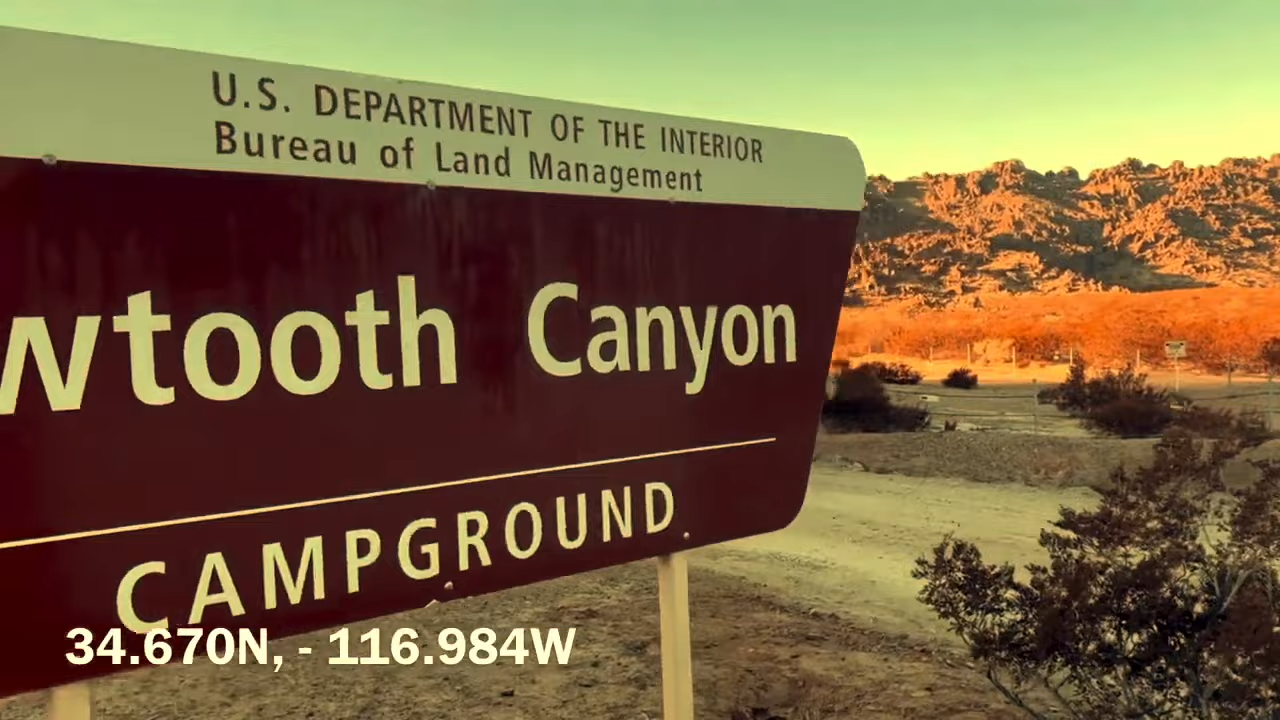 U.S. DEPARTMENT OF THE INTERIOR
Bureau of Land Management
wtooth Canyon
CAMPGROUND
34.670N, - 116.984W